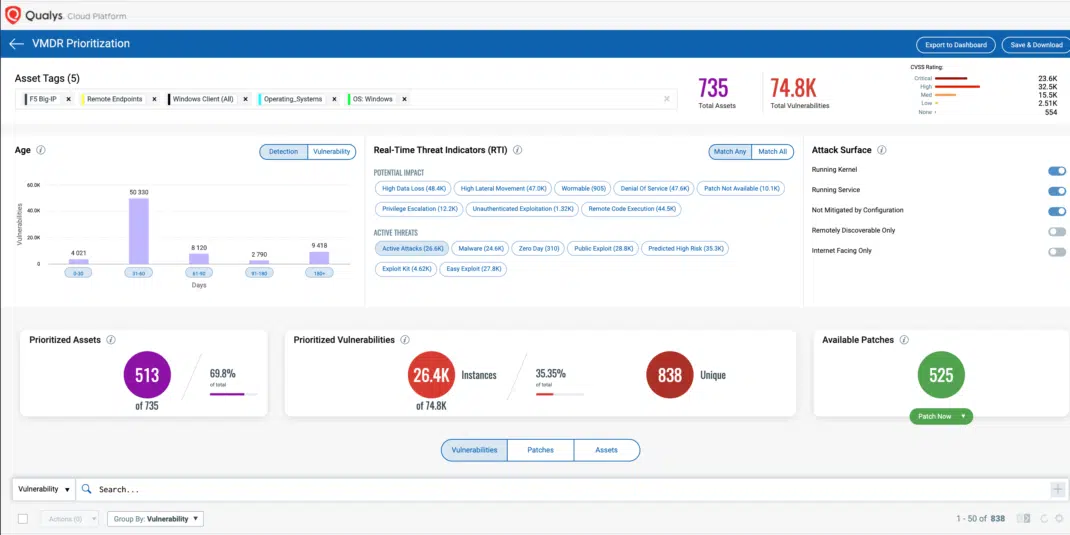 Qualys. Cloud Platform
VMDR Prioritization
Export to Dashboard
Save & Download
Asset Tags (5)
F5 Big-IP ×
Remote Endpoints ×
Windows Client (All) ×
Operating_Systems ×
OS: Windows ×
×
735
Total Assets
74.8K
Total Vulnerabilities
CVSS Rating:
Critical 23.6K
High 32.5K
Med 15.5K
Low 2.51K
None 554
Age
Detection
Vulnerability
Vulnerabilities
60.0K
40.0K
20.0K
0
4 021
50 330
8 120
2 790
9 418
0-30
31-60
61-90
91-180
180+
Days
Real-Time Threat Indicators (RTI)
Match Any
Match All
POTENTIAL IMPACT
High Data Loss (48.4K)
High Lateral Movement (47.0K)
Wormable (905)
Denial Of Service (47.6K)
Patch Not Available (10.1K)
Privilege Escalation (12.2K)
Unauthenticated Exploitation (1.32K)
Remote Code Execution (44.5K)
ACTIVE THREATS
Active Attacks (26.6K)
Malware (24.6K)
Zero Day (310)
Public Exploit (28.8K)
Predicted High Risk (35.3K)
Exploit Kit (4.62K)
Easy Exploit (27.8K)
Attack Surface
Running Kernel
Running Service
Not Mitigated by Configuration
Remotely Discoverable Only
Internet Facing Only
Prioritized Assets
513
of 735
69.8%
of total
Prioritized Vulnerabilities
26.4K
Instances
of 74.8K
35.35%
of total
838
Unique
Available Patches
525
Patch Now
Vulnerabilities
Patches
Assets
Vulnerability
Search...
Actions (0)
Group By: Vulnerability
1 - 50 of 838